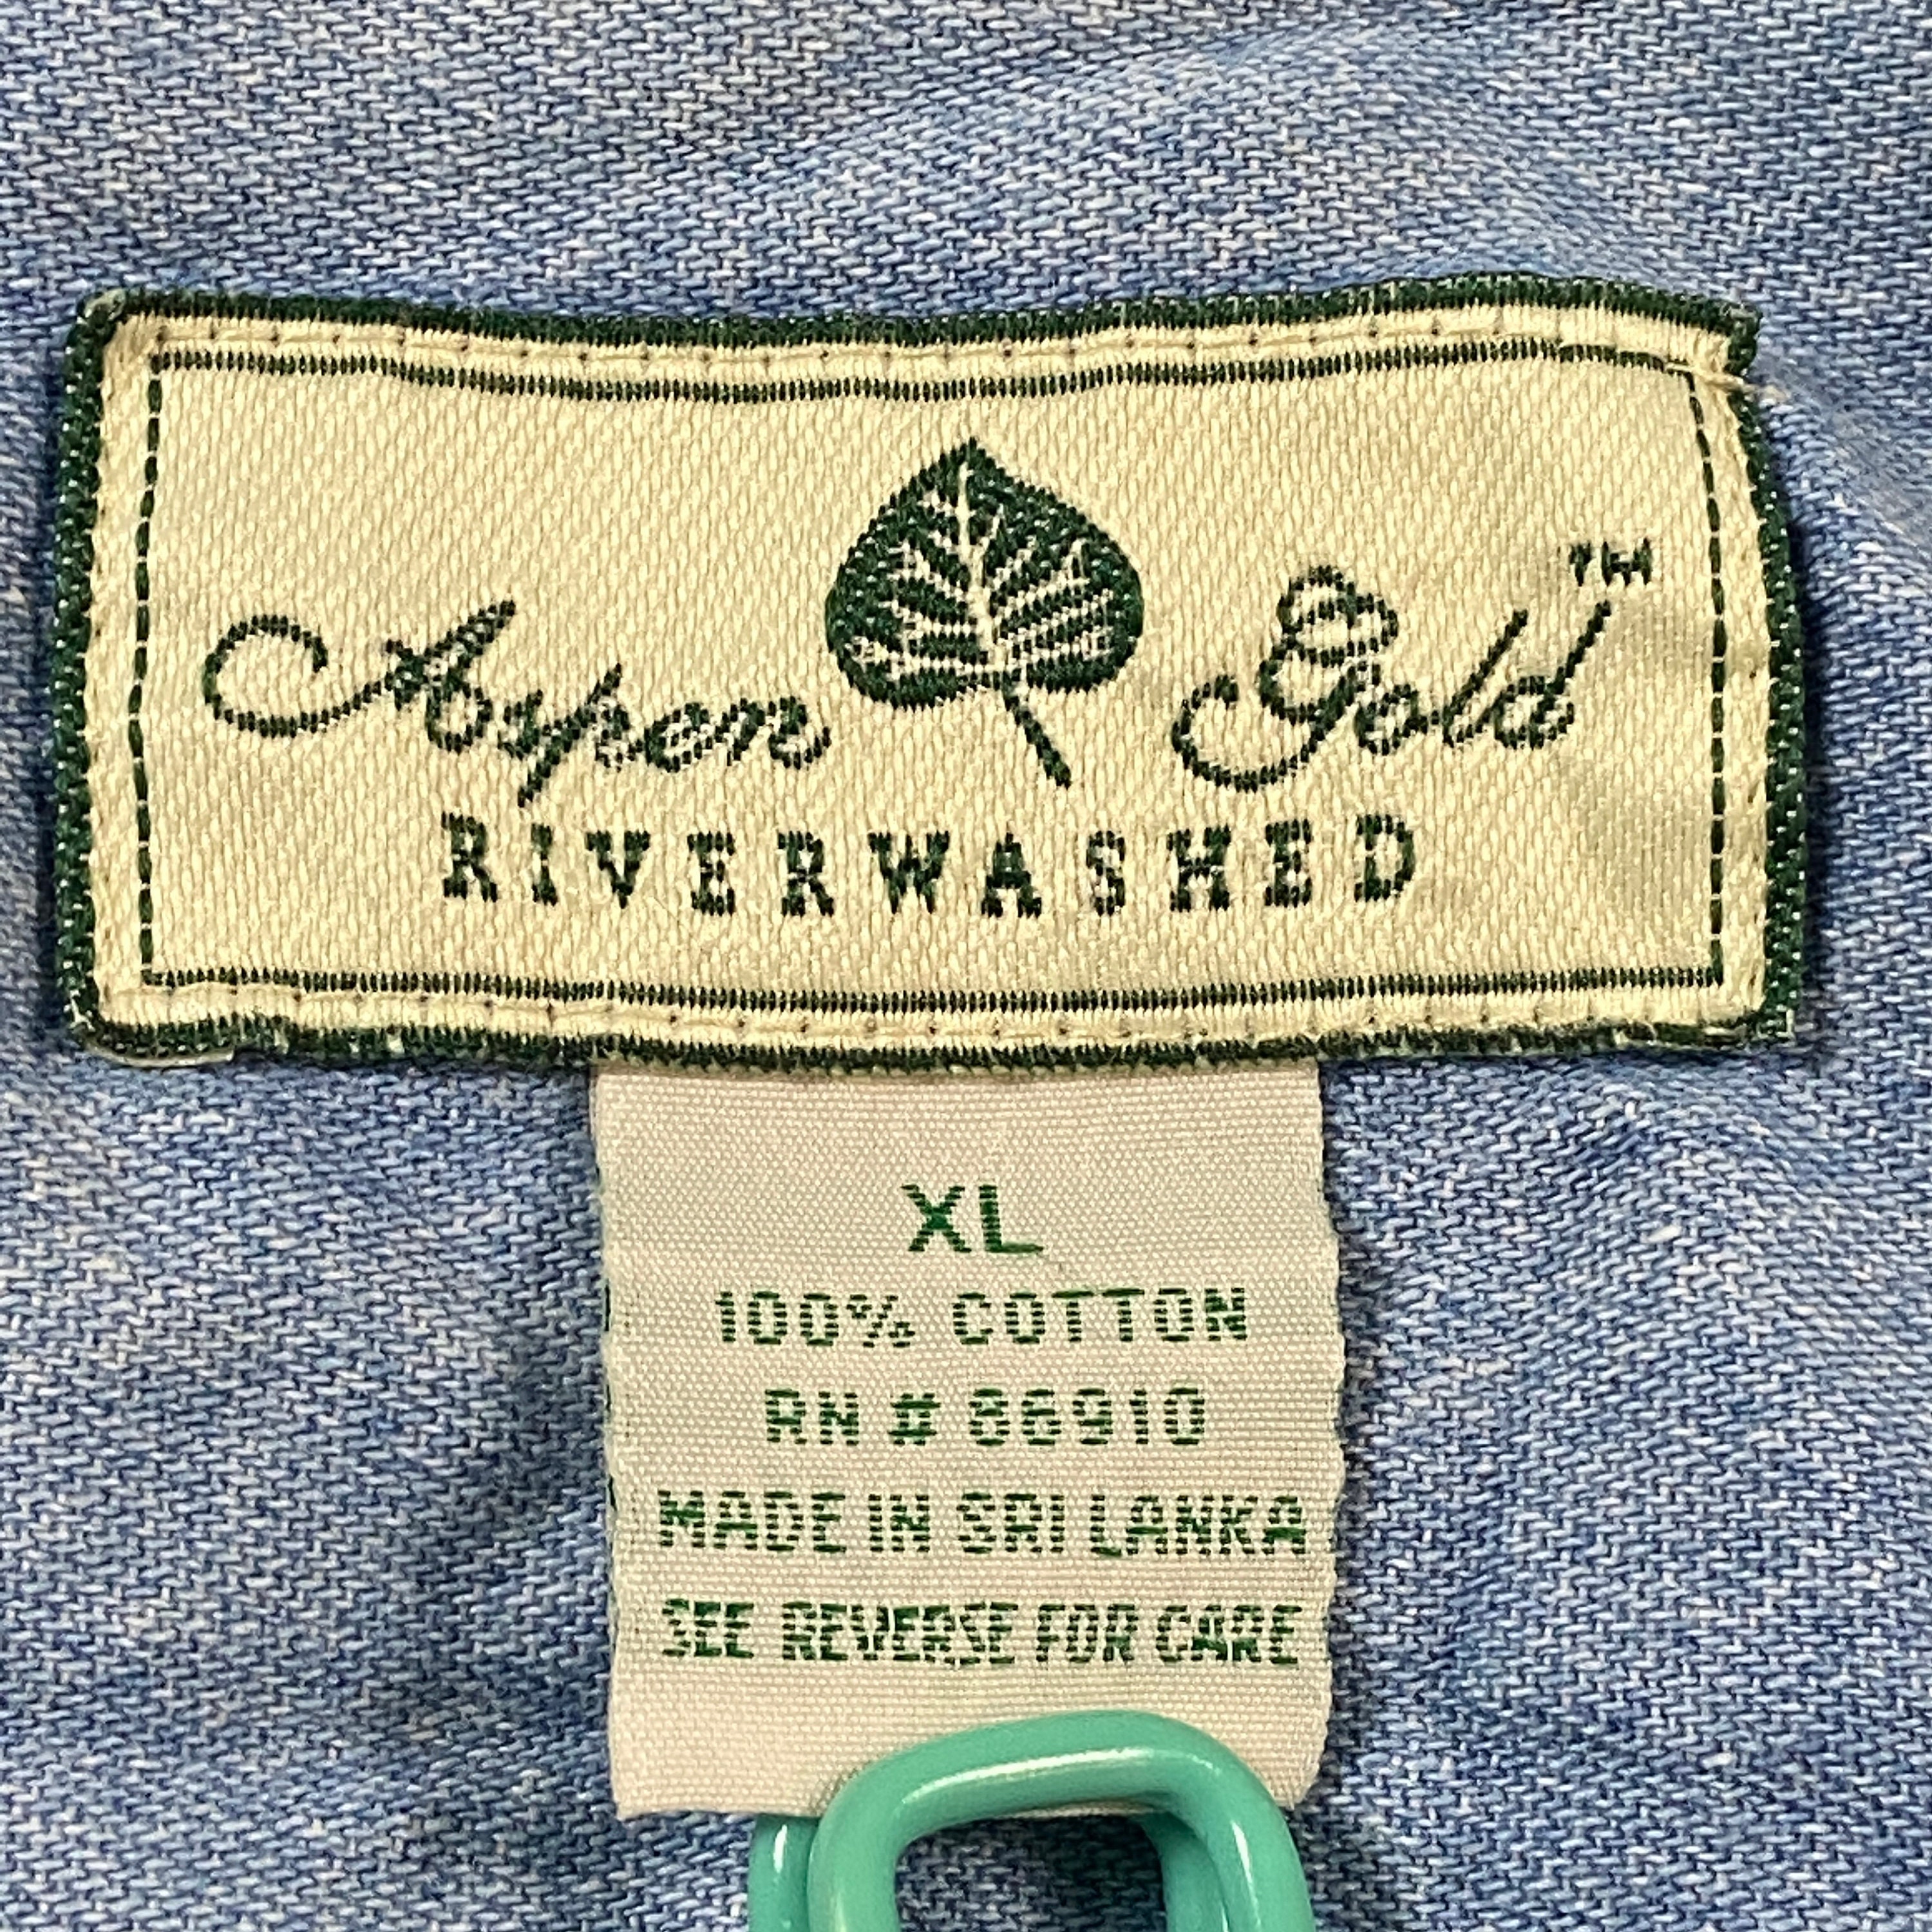 Aspen Gold™
RIVERWASHED
XL
100% COTTON
RN # 86910
MADE IN SRI LANKA
SEE REVERSE FOR CARE